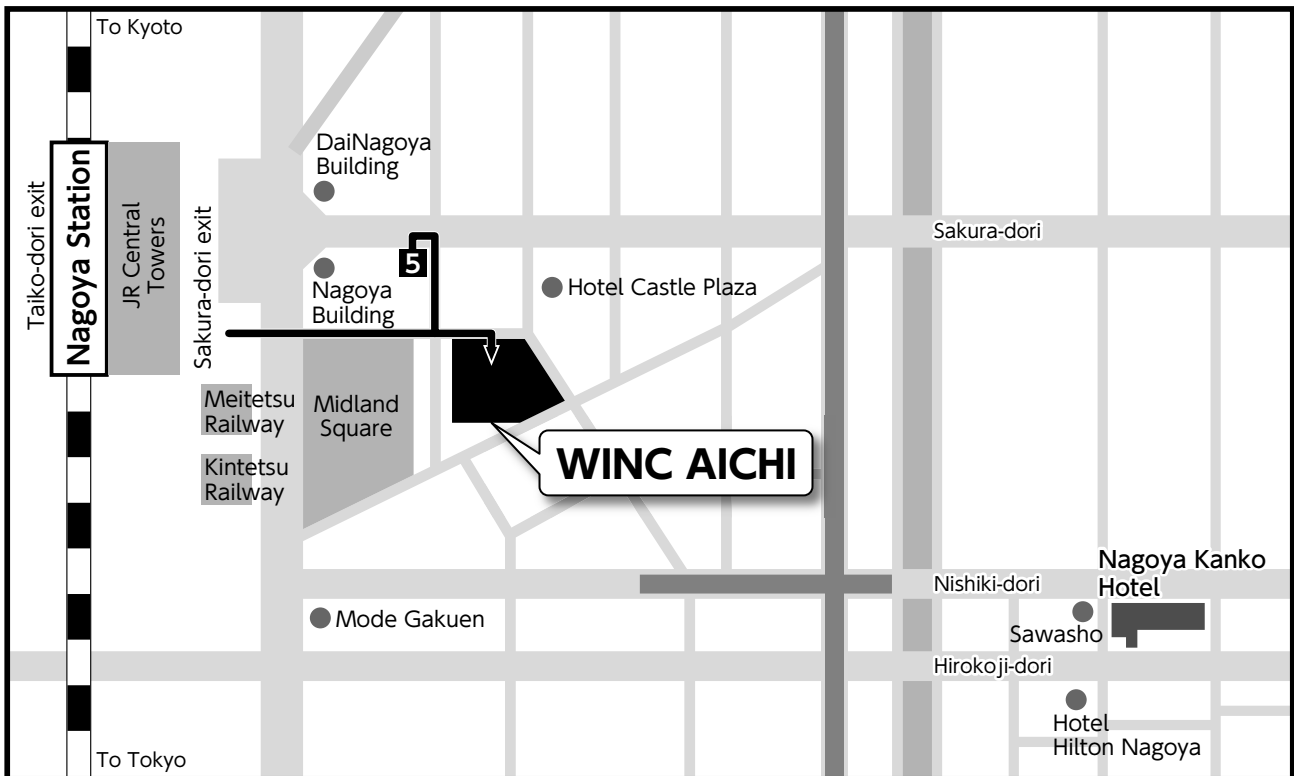 To Kyoto
DaiNagoya
Building
Taiko-dori exit
Nagoya Station
JR Central
Towers
Sakura-dori exit
Sakura-dori
5
Nagoya
Building
Hotel Castle Plaza
Meitetsu
Railway
Midland
Square
Kintetsu
Railway
WINC AICHI
Nagoya Kanko
Hotel
Nishiki-dori
Mode Gakuen
Sawasho
Hirokoji-dori
Hotel
Hilton Nagoya
To Tokyo